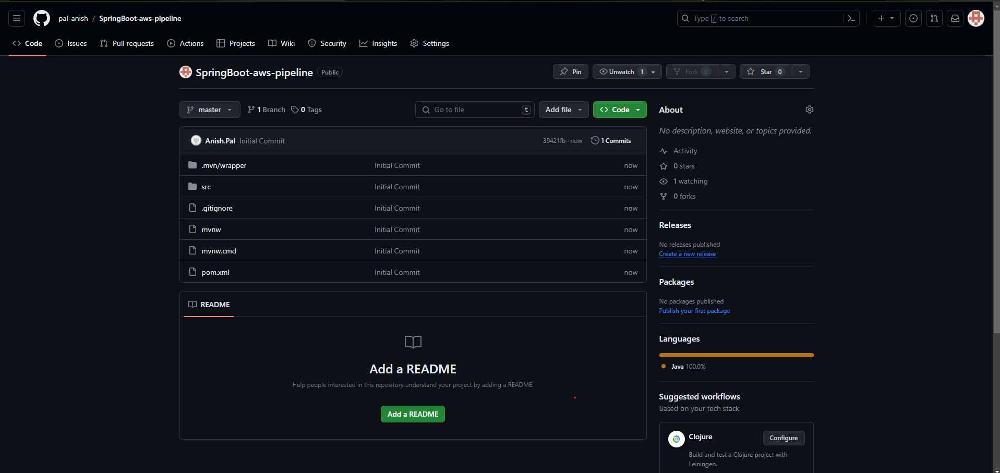 pal-anish / SpringBoot-aws-pipeline
Type / to search
Code Issues Pull requests Actions Projects Wiki Security Insights Settings
SpringBoot-aws-pipeline Public
Pin Unwatch 1 Fork 0 Star 0
master 1 Branch 0 Tags Go to file t Add file Code
Anish.Pal Initial Commit 39421fb · now 1 Commits
.mvn/wrapper Initial Commit now
src Initial Commit now
.gitignore Initial Commit now
mvnw Initial Commit now
mvnw.cmd Initial Commit now
pom.xml Initial Commit now
README
Add a README
Help people interested in this repository understand your project by adding a README.
Add a README
About
No description, website, or topics provided.
Activity
0 stars
1 watching
0 forks
Releases
No releases published
Create a new release
Packages
No packages published
Publish your first package
Languages
Java 100.0%
Suggested workflows
Based on your tech stack
Clojure Configure
Build and test a Clojure project with
Leiningen.